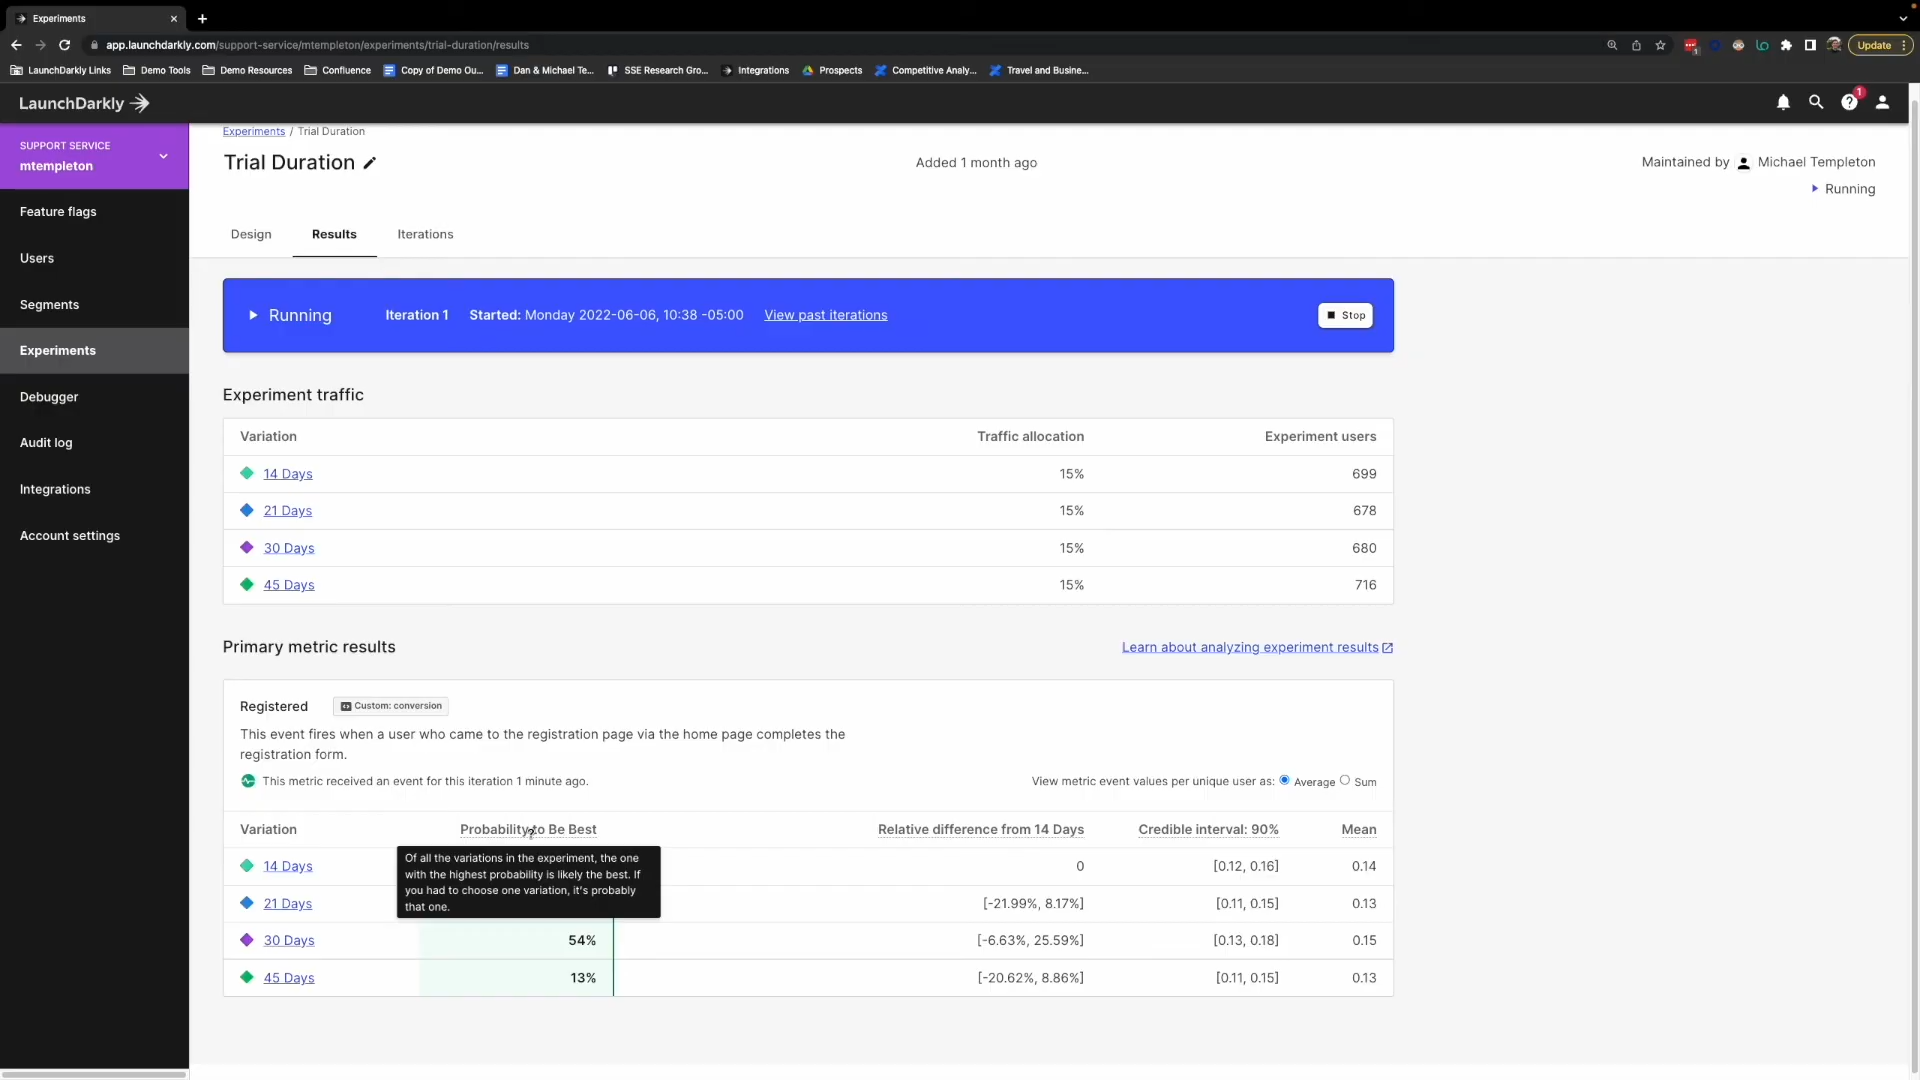 Experiments
app.launchdarkly.com/support-service/mtempleton/experiments/trial-duration/results
Update
LaunchDarkly Links Demo Tools Demo Resources Confluence Copy of Demo Ou... Dan & Michael Te... SSE Research Gro... Integrations Prospects Competitive Analy... Travel and Busine...
LaunchDarkly
1
SUPPORT SERVICE
mtempleton
Feature flags
Users
Segments
Experiments
Debugger
Audit log
Integrations
Account settings
Experiments / Trial Duration
Trial Duration
Added 1 month ago
Maintained by Michael Templeton
Running
Design Results Iterations
Running Iteration 1 Started: Monday 2022-06-06, 10:38 -05:00 View past iterations Stop
Experiment traffic
Variation Traffic allocation Experiment users
14 Days 15% 699
21 Days 15% 678
30 Days 15% 680
45 Days 15% 716
Primary metric results
Learn about analyzing experiment results
Registered Custom: conversion
This event fires when a user who came to the registration page via the home page completes the
registration form.
This metric received an event for this iteration 1 minute ago.
View metric event values per unique user as: Average Sum
Variation Probability to Be Best Relative difference from 14 Days Credible interval: 90% Mean
Of all the variations in the experiment, the one
with the highest probability is likely the best. If
you had to choose one variation, it's probably
that one.
14 Days 0 [0.12, 0.16] 0.14
21 Days [-21.99%, 8.17%] [0.11, 0.15] 0.13
30 Days 54% [-6.63%, 25.59%] [0.13, 0.18] 0.15
45 Days 13% [-20.62%, 8.86%] [0.11, 0.15] 0.13